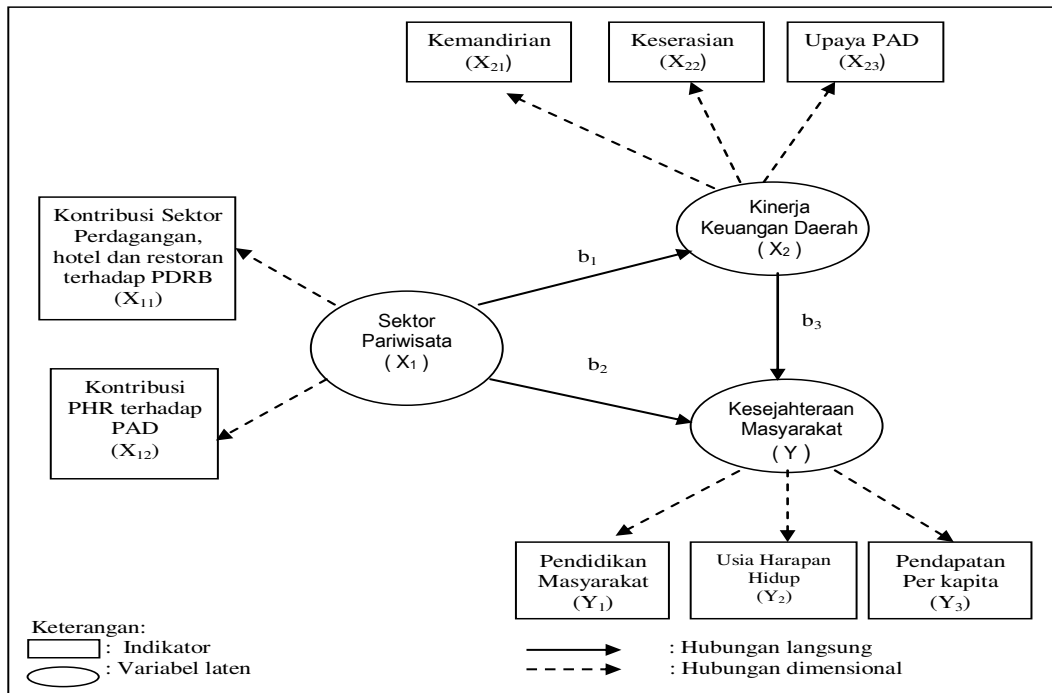 Kemandirian
(X₂₁)
Keserasian
(X₂₂)
Upaya PAD
(X₂₃)
Kinerja
Keuangan Daerah
( X₂ )
Kontribusi Sektor
Perdagangan,
hotel dan restoran
terhadap PDRB
(X₁₁)
b₁
Sektor
Pariwisata
( X₁ )
b₃
b₂
Kontribusi
PHR terhadap
PAD
(X₁₂)
Kesejahteraan
Masyarakat
( Y )
Pendidikan
Masyarakat
(Y₁)
Usia Harapan
Hidup
(Y₂)
Pendapatan
Per kapita
(Y₃)
Keterangan:
: Indikator
: Variabel laten
: Hubungan langsung
: Hubungan dimensional